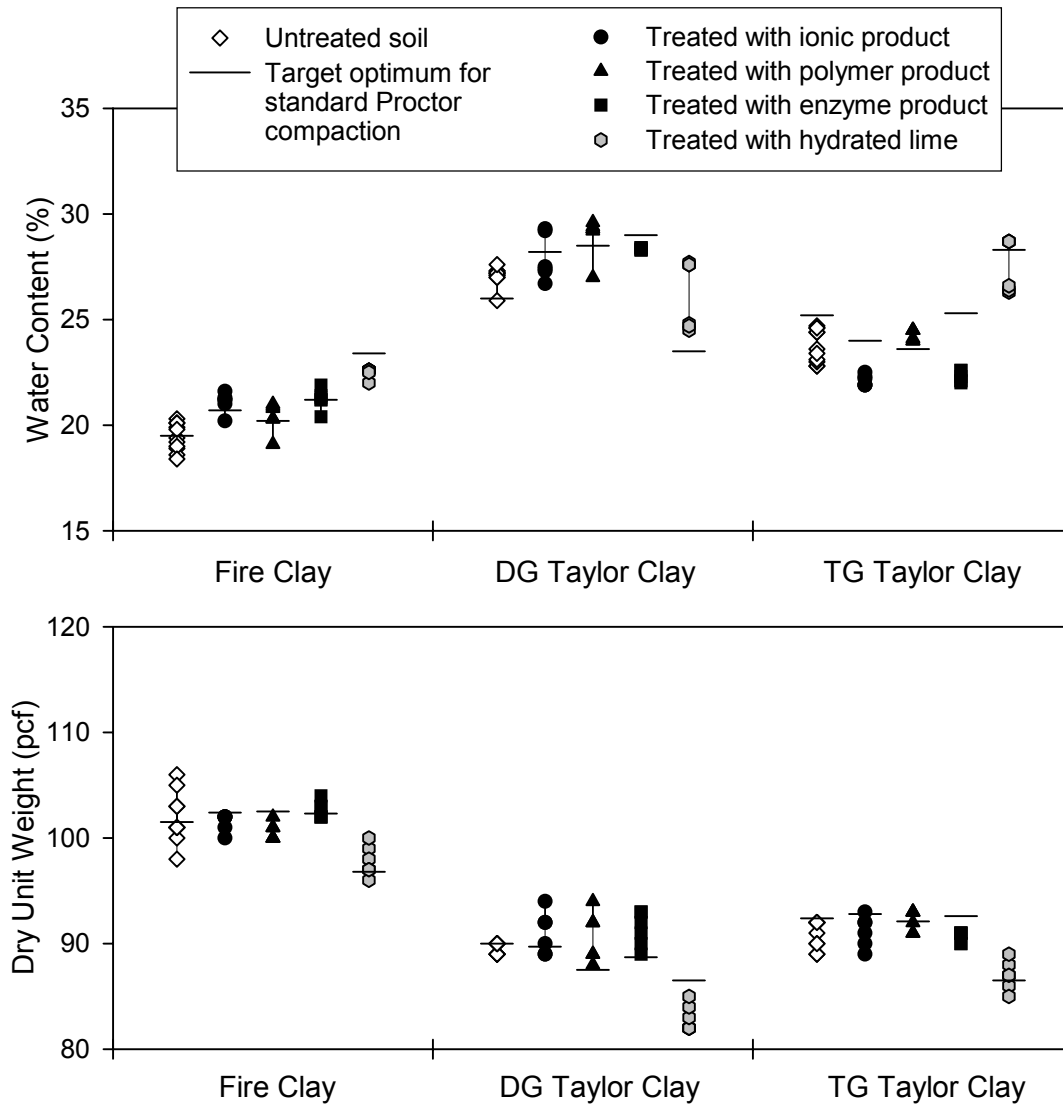 Untreated soil
Target optimum for
standard Proctor
compaction
Treated with ionic product
Treated with polymer product
Treated with enzyme product
Treated with hydrated lime
Water Content (%)
35
30
25
20
15
Fire Clay
DG Taylor Clay
TG Taylor Clay
Dry Unit Weight (pcf)
120
110
100
90
80
Fire Clay
DG Taylor Clay
TG Taylor Clay